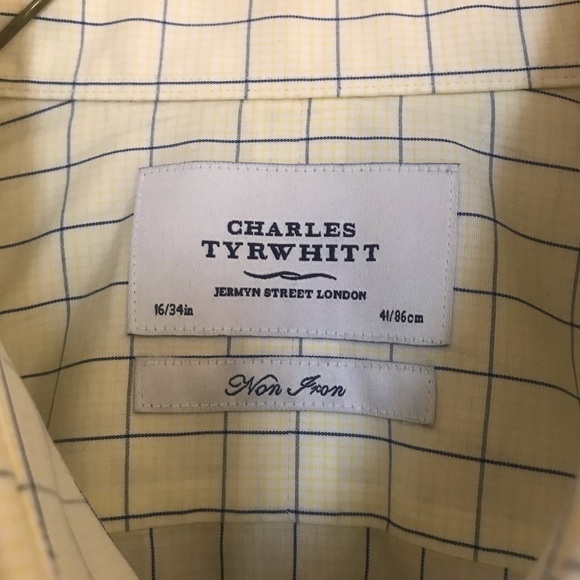 CHARLES
TYRWHITT
JERMYN STREET LONDON
16/34in 41/86cm
Non Iron